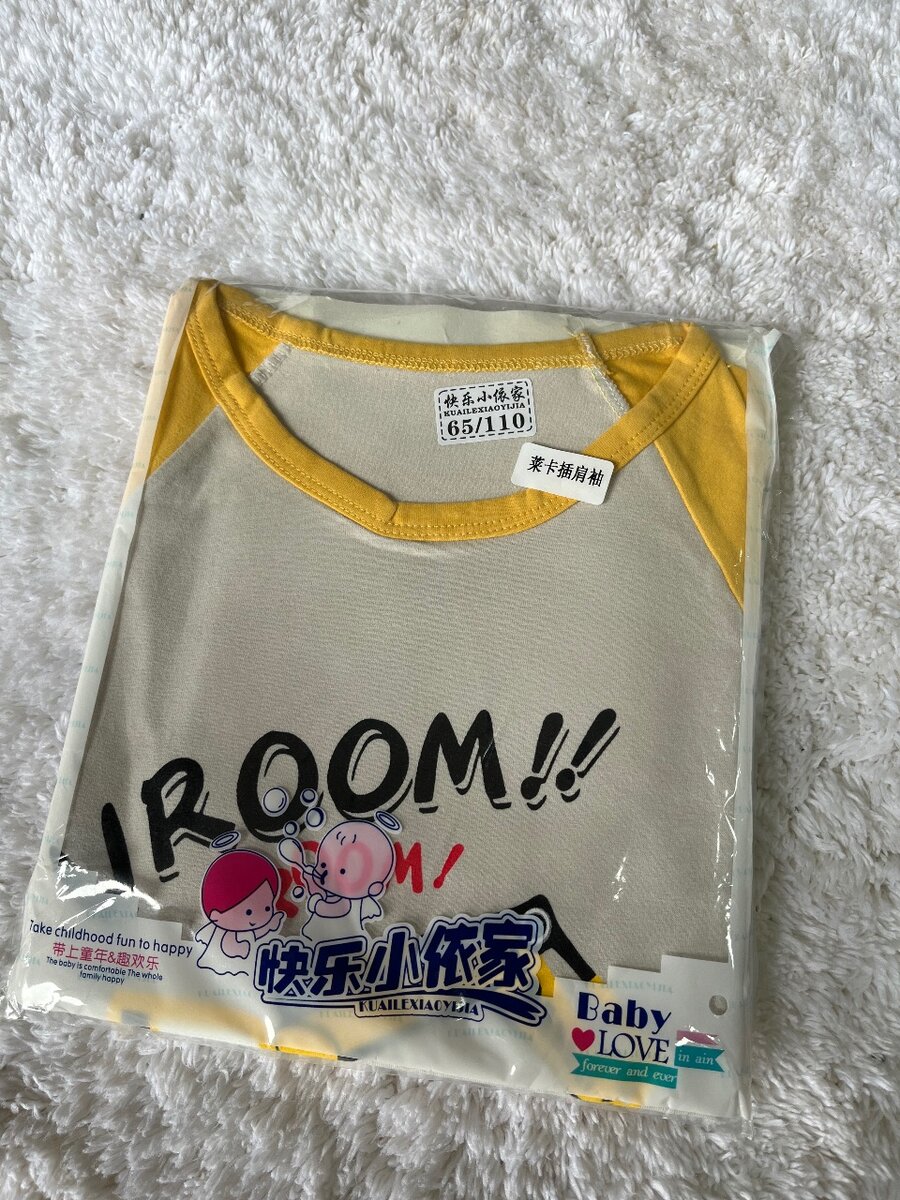 快乐小依家
KUAILEXIAOYIJIA
65/110
莱卡插肩袖
ROOM!!
Take childhood fun to happy
带上童年&趣欢乐
The baby is comfortable The whole
family happy
快乐小依家
KUAILEXIAOYIJIA
Baby
LOVE
in ain
forever and ever